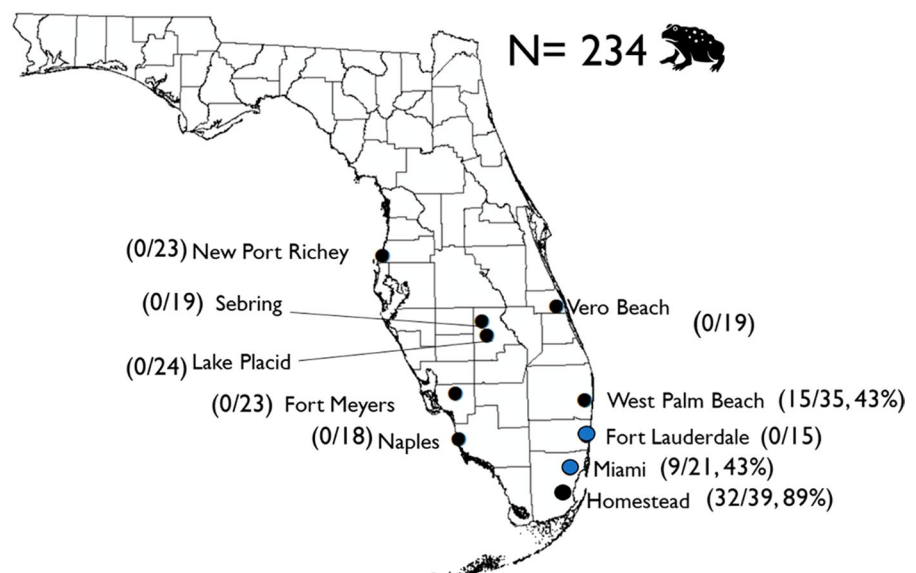 N= 234
(0/23) New Port Richey
(0/19) Sebring
Vero Beach
(0/19)
(0/24) Lake Placid
(0/23) Fort Meyers
West Palm Beach (15/35, 43%)
(0/18) Naples
Fort Lauderdale (0/15)
Miami (9/21, 43%)
Homestead (32/39, 89%)